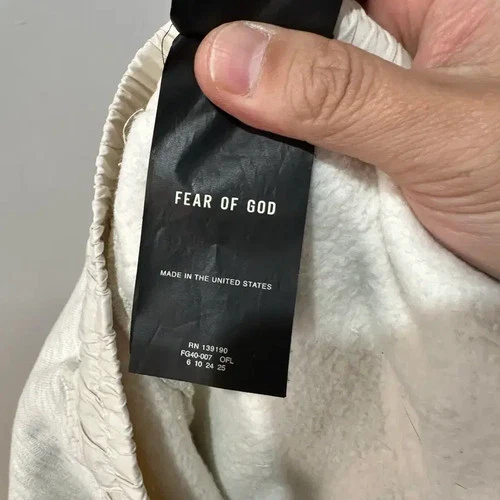 FEAR OF GOD
MADE IN THE UNITED STATES
RN 139190
FG40-007 OFL
6 10 24 25